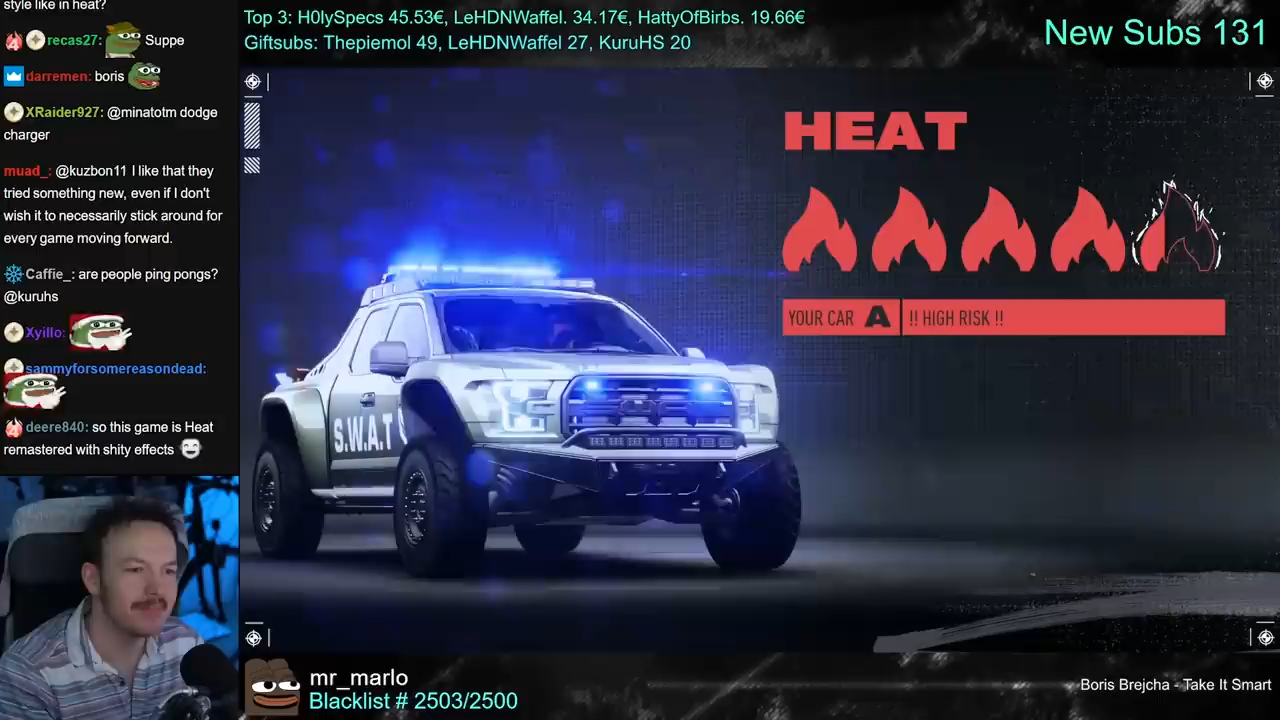 style like in heat?
recas27: Suppe
darremen: boris
XRaider927: @minatotm dodge
charger
muad_: @kuzbon11 I like that they
tried something new, even if I don't
wish it to necessarily stick around for
every game moving forward.
Caffie_: are people ping pongs?
@kuruhs
Xyillo:
sammyforsomereasondead:
deere840: so this game is Heat
remastered with shity effects
Top 3: H0lySpecs 45.53€, LeHDNWaffel. 34.17€, HattyOfBirbs. 19.66€
Giftsubs: Thepiemol 49, LeHDNWaffel 27, KuruHS 20
New Subs 131
HEAT
YOUR CAR A !! HIGH RISK !!
S.W.A.T
mr_marlo
Blacklist # 2503/2500
Boris Brejcha - Take It Smart